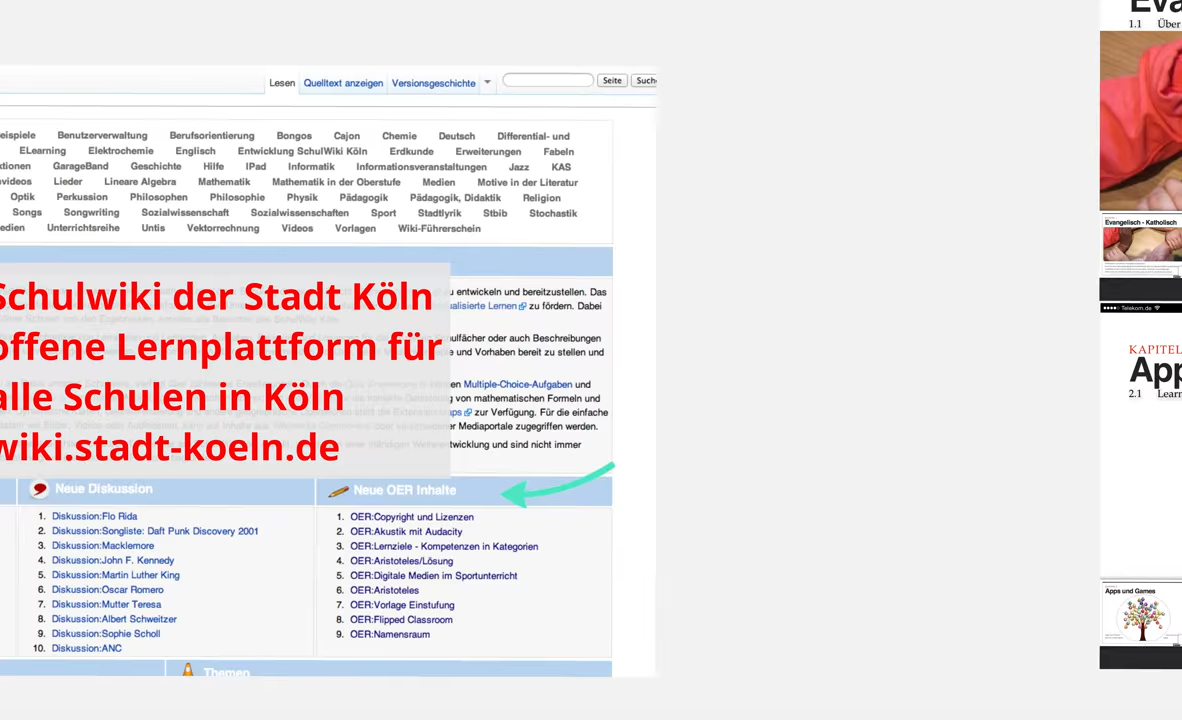 Lesen Quelltext anzeigen Versionsgeschichte Seite Such
eispiele Benutzerverwaltung Berufsorientierung Bongos Cajon Chemie Deutsch Differential- und
ELearning Elektrochemie Englisch Entwicklung SchulWiki Köln Erdkunde Erweiterungen Fabeln
ktionen GarageBand Geschichte Hilfe IPad Informatik Informationsveranstaltungen Jazz KAS
videos Lieder Lineare Algebra Mathematik Mathematik in der Oberstufe Medien Motive in der Literatur
Optik Perkussion Philosophen Philosophie Physik Pädagogik Pädagogik, Didaktik Religion
Songs Songwriting Sozialwissenschaft Sozialwissenschaften Sport Stadtlyrik Stbib Stochastik
edien Unterrichtsreihe Untis Vektorrechnung Videos Vorlagen Wiki-Führerschein
u entwickeln und bereitzustellen. Das
alisierte Lernen zu fördern. Dabei
ulfächer oder auch Beschreibungen
e und Vorhaben bereit zu stellen und
en Multiple-Choice-Aufgaben und
g von mathematischen Formeln und
aps zur Verfügung. Für die einfache
er Mediaportale zugegriffen werden.
twicklung und sind nicht immer
Schulwiki der Stadt Köln
offene Lernplattform für
alle Schulen in Köln
wiki.stadt-koeln.de
Neue Diskussion
1. Diskussion:Flo Rida
2. Diskussion:Songliste: Daft Punk Discovery 2001
3. Diskussion:Macklemore
4. Diskussion:John F. Kennedy
5. Diskussion:Martin Luther King
6. Diskussion:Oscar Romero
7. Diskussion:Mutter Teresa
8. Diskussion:Albert Schweitzer
9. Diskussion:Sophie Scholl
10. Diskussion:ANC
Neue OER Inhalte
1. OER:Copyright und Lizenzen
2. OER:Akustik mit Audacity
3. OER:Lernziele - Kompetenzen in Kategorien
4. OER:Aristoteles/Lösung
5. OER:Digitale Medien im Sportunterricht
6. OER:Aristoteles
7. OER:Vorlage Einstufung
8. OER:Flipped Classroom
9. OER:Namensraum
Themen
Eva
1.1 Über
Evangelisch - Katholisch
Telekom.de
KAPITEL
App
2.1 Learn
Apps und Games